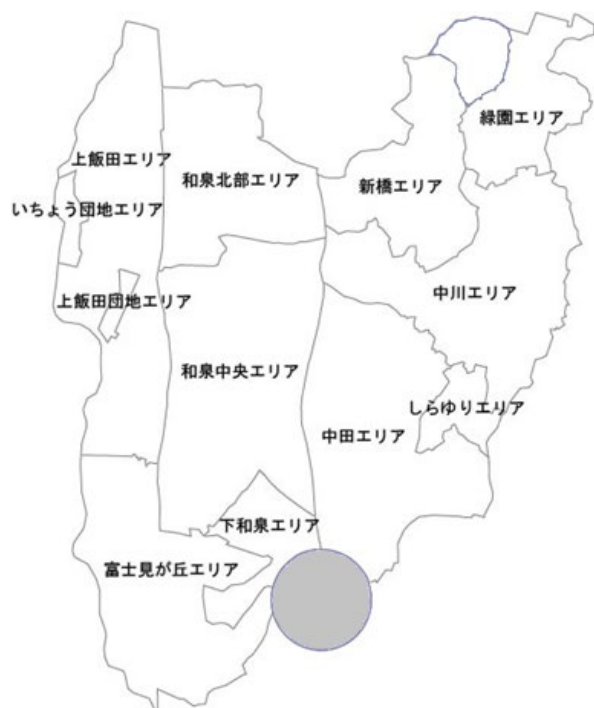 緑園エリア
上飯田エリア
和泉北部エリア
新橋エリア
いちょう団地エリア
中川エリア
上飯田団地エリア
和泉中央エリア
しらゆりエリア
中田エリア
下和泉エリア
富士見が丘エリア